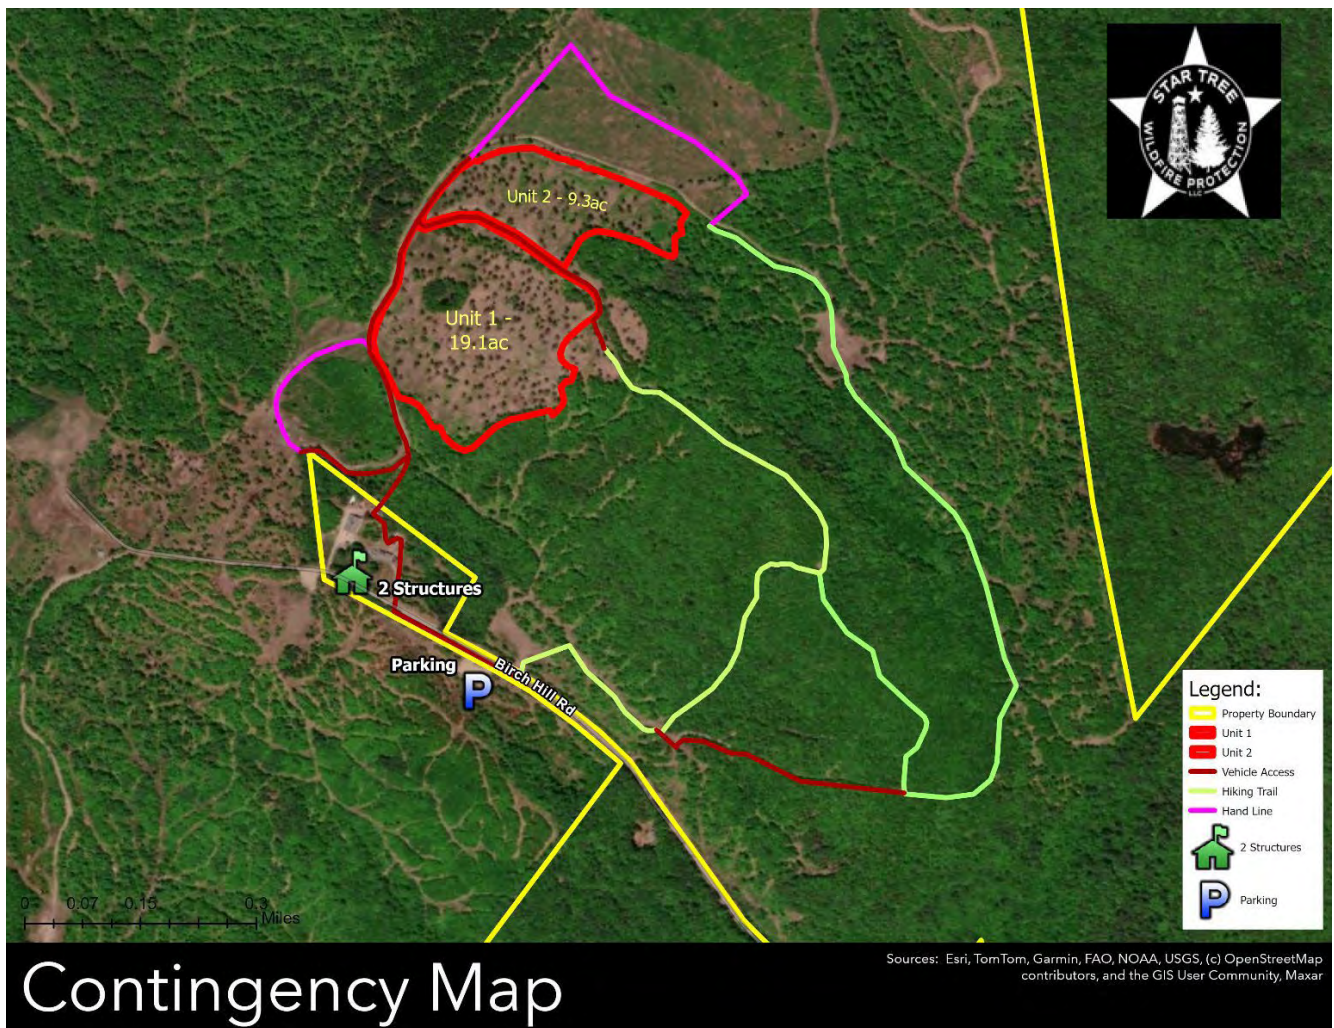 STAR TREE
WILDFIRE PROTECTION
LLC
Unit 2 - 9.3ac
Unit 1 -
19.1ac
2 Structures
Parking
P
Birch Hill Rd
Legend:
Property Boundary
Unit 1
Unit 2
Vehicle Access
Hiking Trail
Hand Line
2 Structures
P
Parking
0 0.07 0.15 0.3
Miles
Contingency Map
Sources: Esri, TomTom, Garmin, FAO, NOAA, USGS, (c) OpenStreetMap
contributors, and the GIS User Community, Maxar